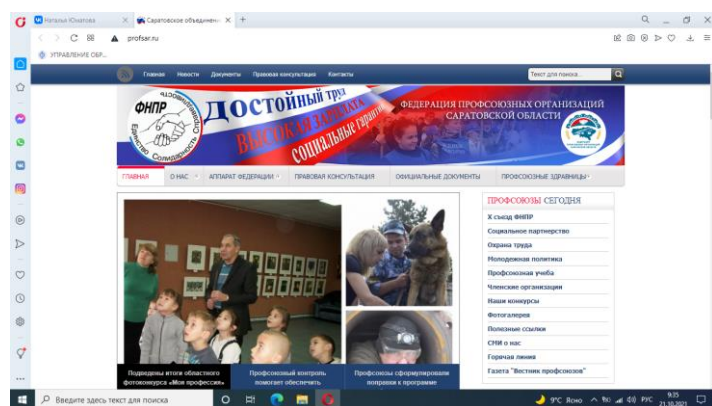 Наталья Юнатова
Саратовское объединени
profsar.ru
УПРАВЛЕНИЕ ОБР...
Главная Новости Документы Правовая консультация Контакты
Текст для поиска...
ФНПР
Единство Солидарность Справедливость
ДОСТОЙНЫЙ ТРУД
ВЫСОКАЯ ЗАРПЛАТА
СОЦИАЛЬНЫЕ ГАРАНТИИ
ФЕДЕРАЦИЯ ПРОФСОЮЗНЫХ ОРГАНИЗАЦИЙ
САРАТОВСКОЙ ОБЛАСТИ
ГЛАВНАЯ О НАС АППАРАТ ФЕДЕРАЦИИ ПРАВОВАЯ КОНСУЛЬТАЦИЯ ОФИЦИАЛЬНЫЕ ДОКУМЕНТЫ ПРОФСОЮЗНЫЕ ЗДРАВНИЦЫ
ПРОФСОЮЗЫ СЕГОДНЯ
X съезд ФНПР
Социальное партнерство
Охрана труда
Молодежная политика
Профсоюзная учеба
Членские организации
Наши конкурсы
Фотогалерея
Полезные ссылки
СМИ о нас
Горячая линия
Газета "Вестник профсоюзов"
Подведены итоги областного
фотоконкурса «Моя профессия»
Профсоюзный контроль
помогает обеспечить
Профсоюзы сформулировали
поправки к программе
Введите здесь текст для поиска
9°C Ясно
РУС
9:35
21.10.2021